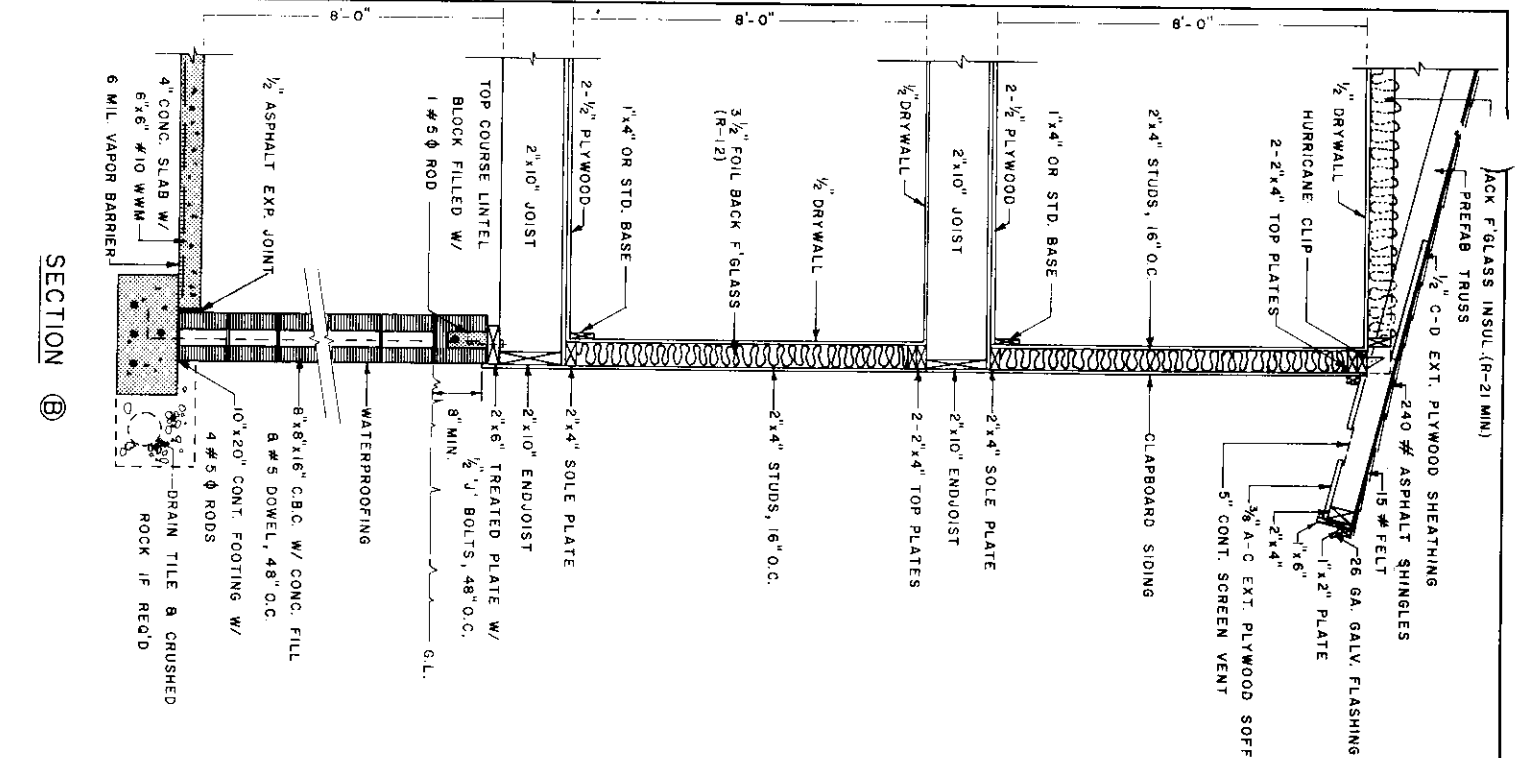 JACK F'GLASS INSUL.(R-21 MIN.)
PREFAB TRUSS
1/2" C-D EXT. PLYWOOD SHEATHING
240 # ASPHALT SHINGLES
15 # FELT
26 GA. GALV. FLASHING
1"x2" PLATE
1"x6"
2"x4"
3/8" A-C EXT. PLYWOOD SOFF
5" CONT. SCREEN VENT
1/2" DRYWALL
HURRICANE CLIP
2-2"x4" TOP PLATES
8'-0"
2"x4" STUDS, 16" O.C.
CLAPBOARD SIDING
1"x4" OR STD. BASE
2-1/2" PLYWOOD
2"x4" SOLE PLATE
2"x10" JOIST
2"x10" ENDJOIST
1/2" DRYWALL
2-2"x4" TOP PLATES
8'-0"
1/2" DRYWALL
3 1/2" FOIL BACK F'GLASS
(R-12)
2"x4" STUDS, 16" O.C.
1"x4" OR STD. BASE
2-1/2" PLYWOOD
2"x4" SOLE PLATE
2"x10" JOIST
2"x10" ENDJOIST
TOP COURSE LINTEL
BLOCK FILLED W/
1 #5 ϕ ROD
2"x6" TREATED PLATE W/
1/2" 'J' BOLTS, 48" O.C.
8" MIN.
G.L.
8'-0"
WATERPROOFING
8"x8"x16" C.B.C. W/ CONC. FILL
& #5 DOWEL, 48" O.C.
1/2" ASPHALT EXP. JOINT
10"x20" CONT. FOOTING W/
4 #5 ϕ RODS
4" CONC. SLAB W/
6"x6" #10 WWM
6 MIL. VAPOR BARRIER
DRAIN TILE & CRUSHED
ROCK IF REQ'D
SECTION B